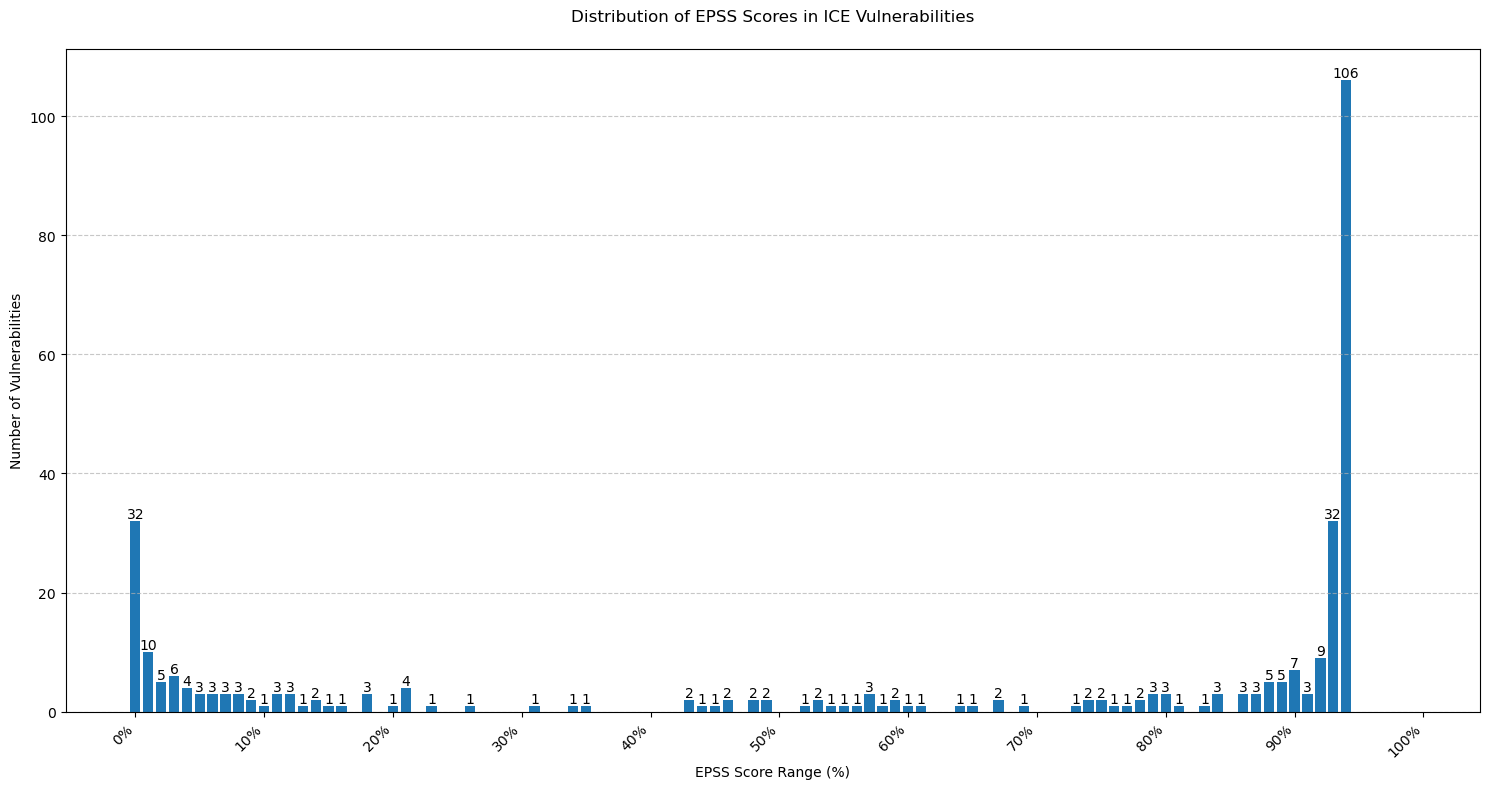 Distribution of EPSS Scores in ICE Vulnerabilities
Number of Vulnerabilities
100
80
60
40
20
0
32 10 5 6 4 3 3 3 3 2 1 3 3 1 2 1 1 3 1 4 1 1 1 1 1 2 1 1 2 2 2 1 2 1 1 1 3 1 2 1 1 1 1 2 1 1 2 2 1 1 2 3 3 1 1 3 3 3 5 5 7 3 9 32 106
0% 10% 20% 30% 40% 50% 60% 70% 80% 90% 100%
EPSS Score Range (%)